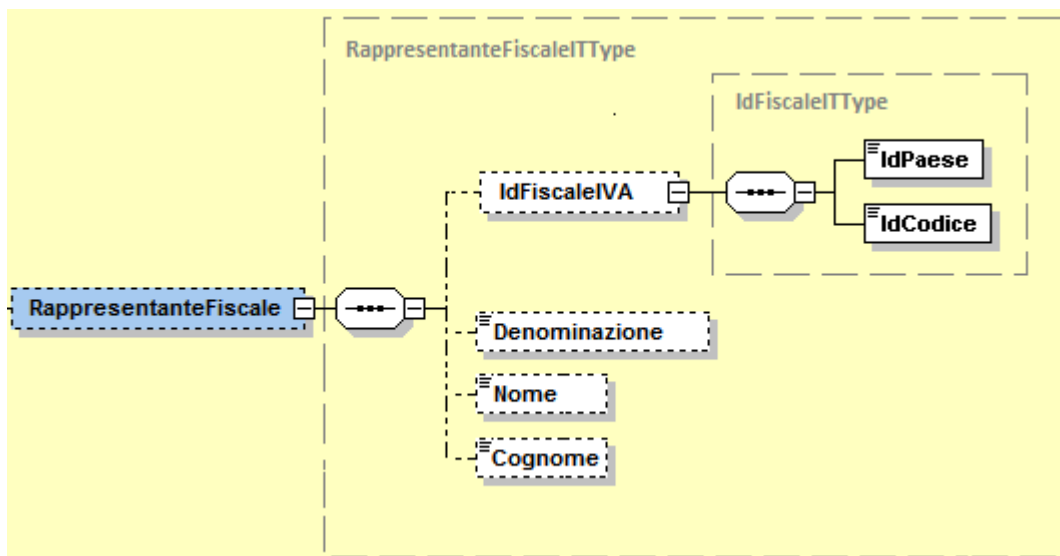 RappresentanteFiscaleITType
IdFiscaleITType
IdPaese
IdFiscaleIVA
IdCodice
RappresentanteFiscale
Denominazione
Nome
Cognome